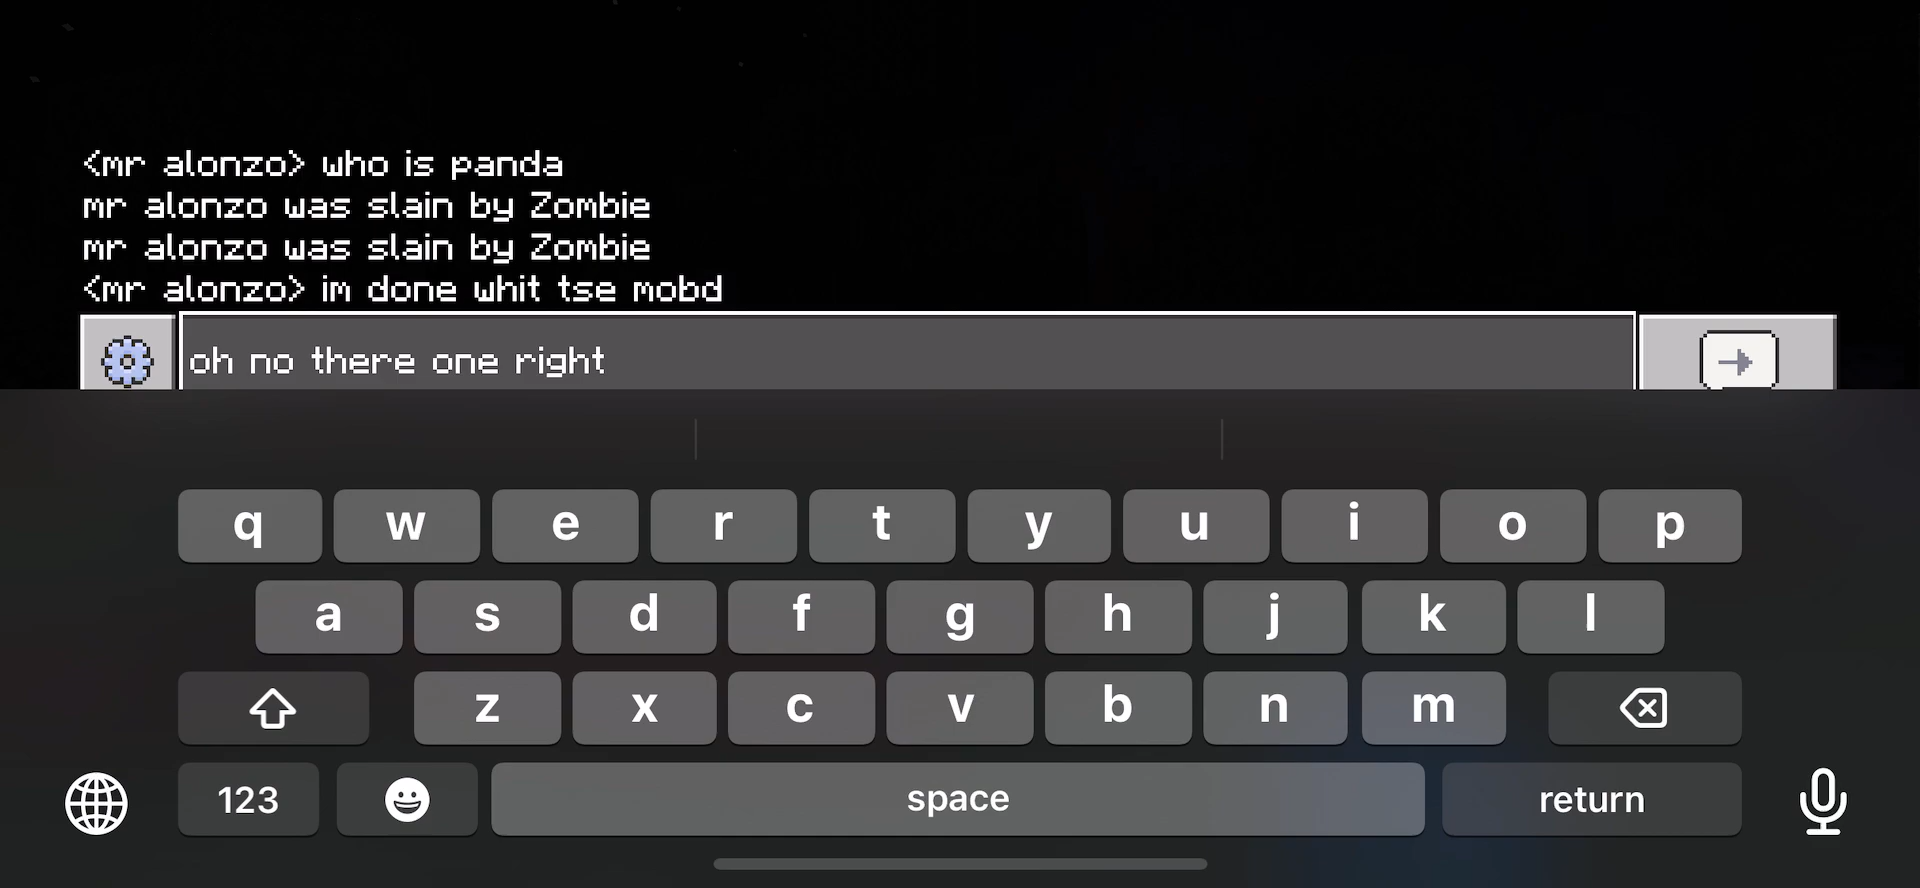 <mr alonzo> who is panda
mr alonzo was slain by Zombie
mr alonzo was slain by Zombie
<mr alonzo> im done whit tse mobd
oh no there one right
q w e r t y u i o p
a s d f g h j k l
z x c v b n m
123 space return